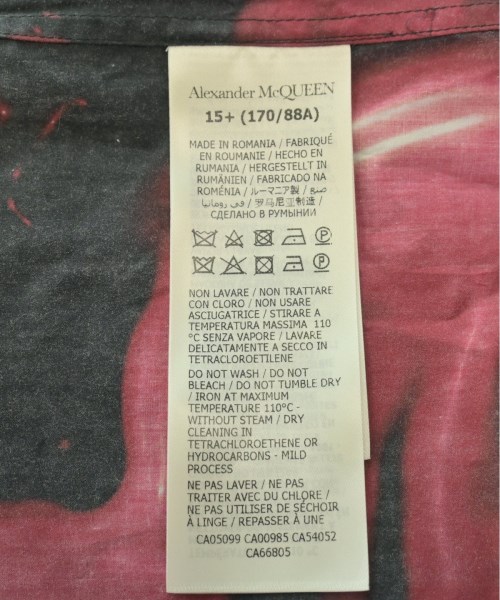 Alexander McQUEEN
15+ (170/88A)
MADE IN ROMANIA / FABRIQUÉ
EN ROUMANIE / HECHO EN
RUMANIA / HERGESTELLT IN
RUMÄNIEN / FABRICADO NA
ROMÉNIA / ルーマニア製 / صنع
في رومانيا / 罗马尼亚制造 /
СДЕЛАНО В РУМЫНИИ
NON LAVARE / NON TRATTARE
CON CLORO / NON USARE
ASCIUGATRICE / STIRARE A
TEMPERATURA MASSIMA 110
°C SENZA VAPORE / LAVARE
DELICATAMENTE A SECCO IN
TETRACLOROETILENE
DO NOT WASH / DO NOT
BLEACH / DO NOT TUMBLE DRY
/ IRON AT MAXIMUM
TEMPERATURE 110°C -
WITHOUT STEAM / DRY
CLEANING IN
TETRACHLOROETHENE OR
HYDROCARBONS - MILD
PROCESS
NE PAS LAVER / NE PAS
TRAITER AVEC DU CHLORE /
NE PAS UTILISER DE SÉCHOIR
À LINGE / REPASSER À UNE
CA05099 CA00985 CA54052
CA66805